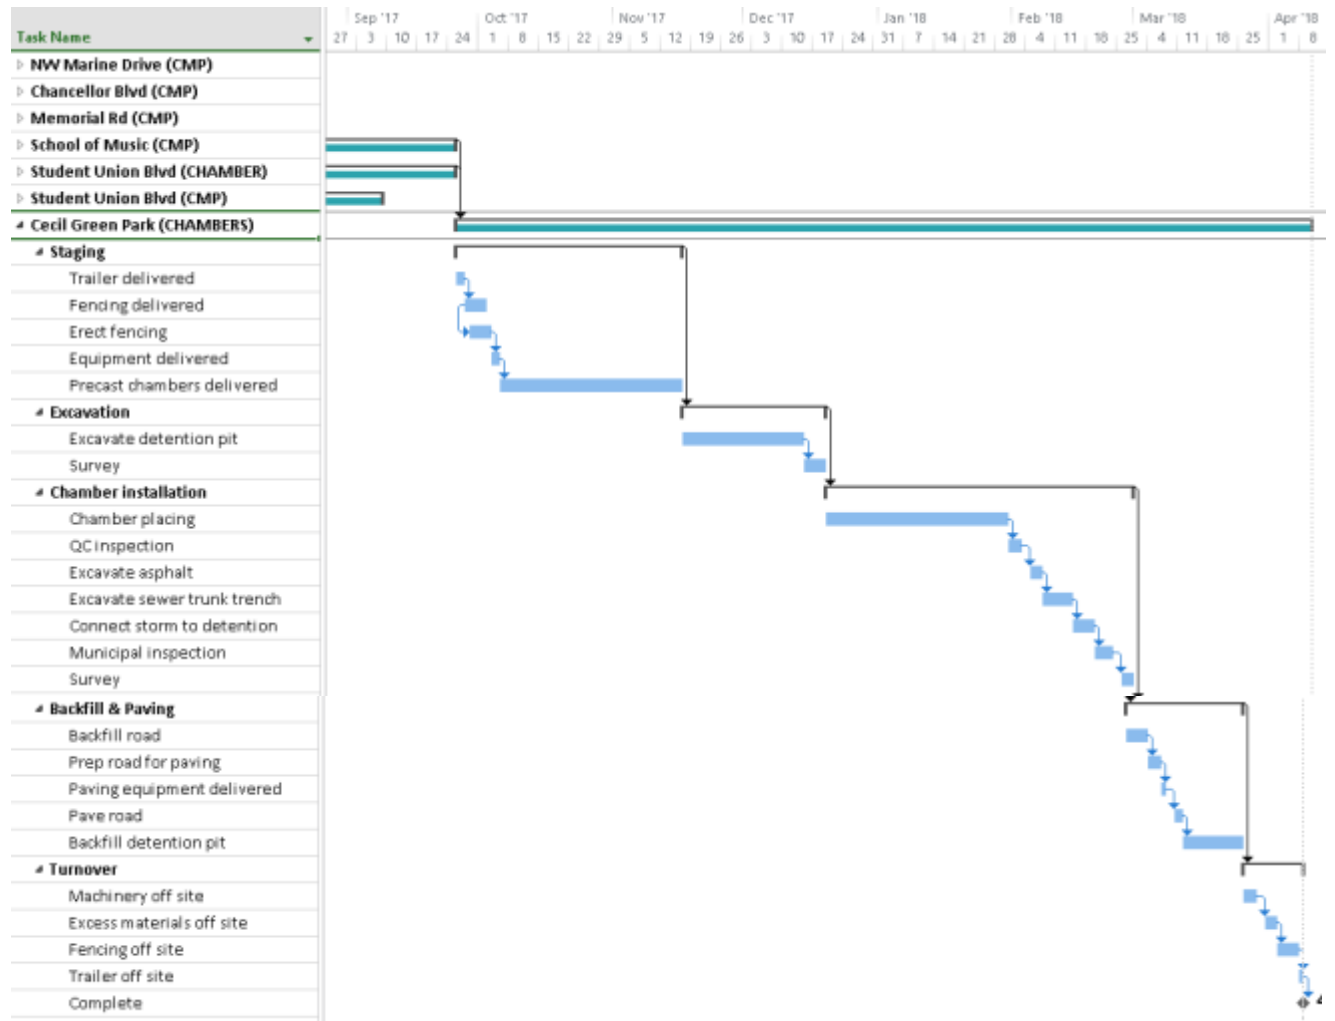 Sep '17 Oct '17 Nov '17 Dec '17 Jan '18 Feb '18 Mar '18 Apr '18
Task Name 27 3 10 17 24 1 8 15 22 29 5 12 19 26 3 10 17 24 31 7 14 21 28 4 11 18 25 4 11 18 25 1 8
NW Marine Drive (CMP)
Chancellor Blvd (CMP)
Memorial Rd (CMP)
School of Music (CMP)
Student Union Blvd (CHAMBER)
Student Union Blvd (CMP)
Cecil Green Park (CHAMBERS)
Staging
Trailer delivered
Fencing delivered
Erect fencing
Equipment delivered
Precast chambers delivered
Excavation
Excavate detention pit
Survey
Chamber installation
Chamber placing
QC inspection
Excavate asphalt
Excavate sewer trunk trench
Connect storm to detention
Municipal inspection
Survey
Backfill & Paving
Backfill road
Prep road for paving
Paving equipment delivered
Pave road
Backfill detention pit
Turnover
Machinery off site
Excess materials off site
Fencing off site
Trailer off site
Complete